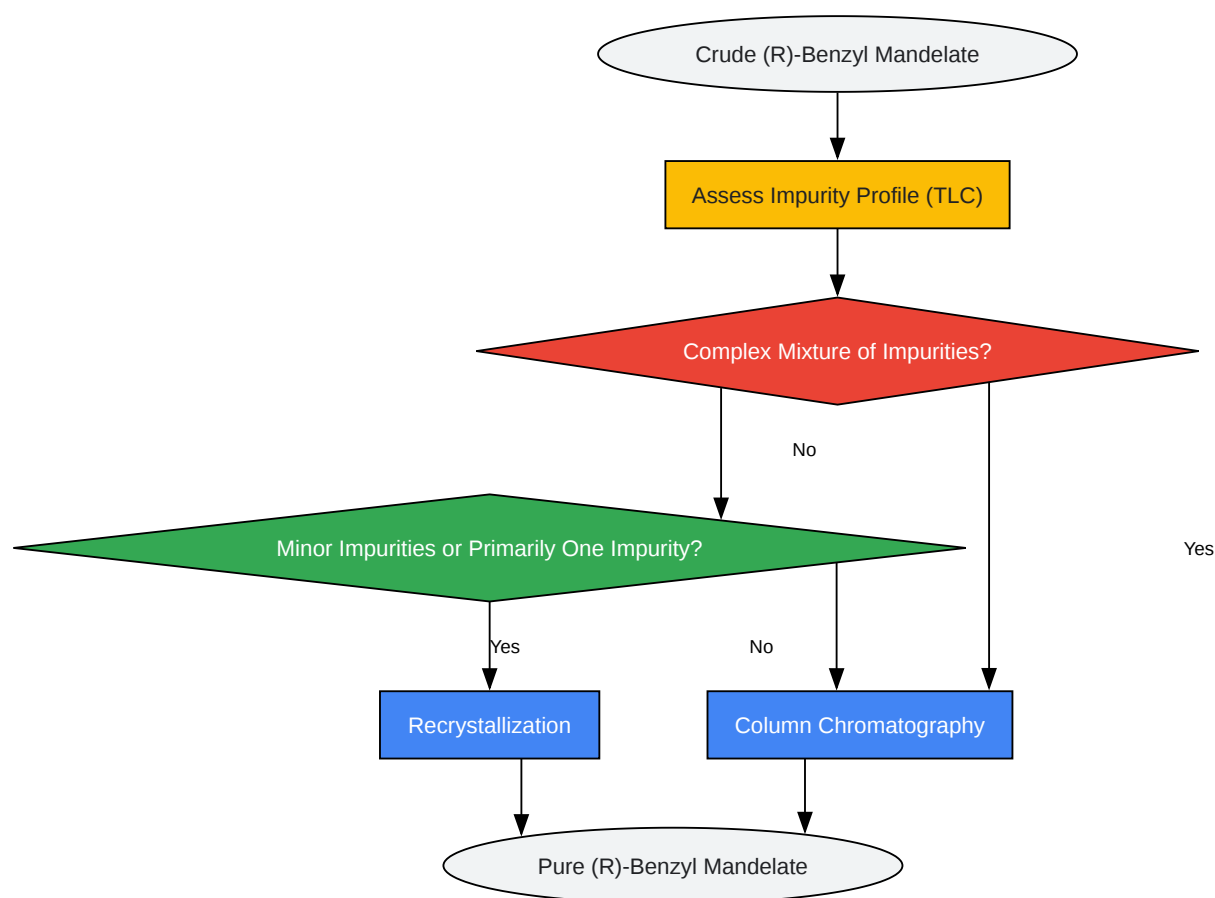 Crude (R)-Benzyl Mandelate
Assess Impurity Profile (TLC)
Complex Mixture of Impurities?
No
Minor Impurities or Primarily One Impurity?
Yes
Yes
No
Recrystallization
Column Chromatography
Pure (R)-Benzyl Mandelate